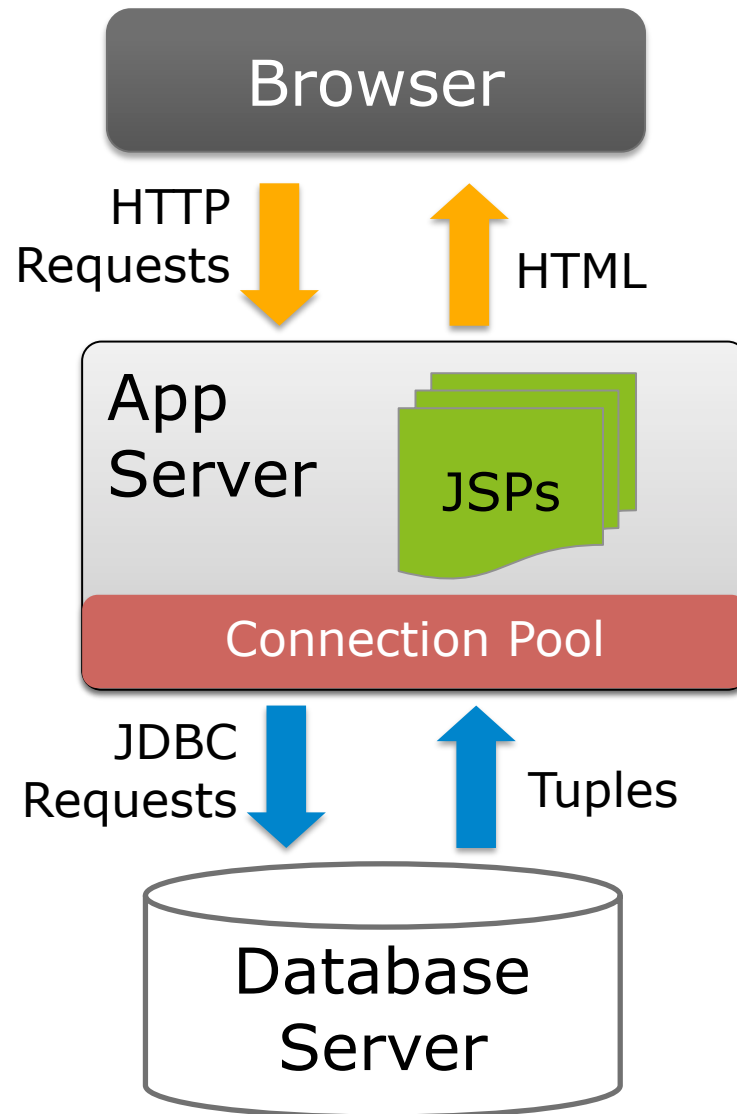 Browser
HTTP
Requests
HTML
App
Server
JSPs
Connection Pool
JDBC
Requests
Tuples
Database
Server